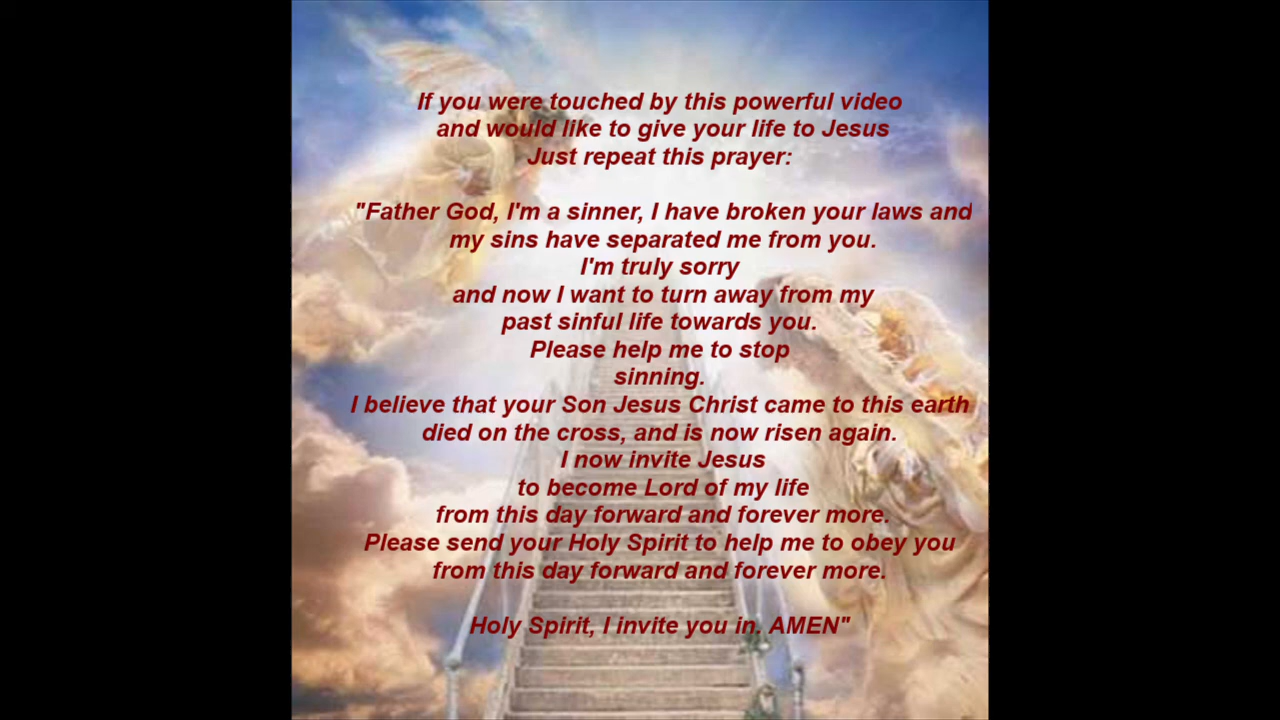 If you were touched by this powerful video
and would like to give your life to Jesus
Just repeat this prayer:
"Father God, I'm a sinner, I have broken your laws and
my sins have separated me from you.
I'm truly sorry
and now I want to turn away from my
past sinful life towards you.
Please help me to stop
sinning.
I believe that your Son Jesus Christ came to this earth
died on the cross, and is now risen again.
I now invite Jesus
to become Lord of my life
from this day forward and forever more.
Please send your Holy Spirit to help me to obey you
from this day forward and forever more.
Holy Spirit, I invite you in. AMEN"